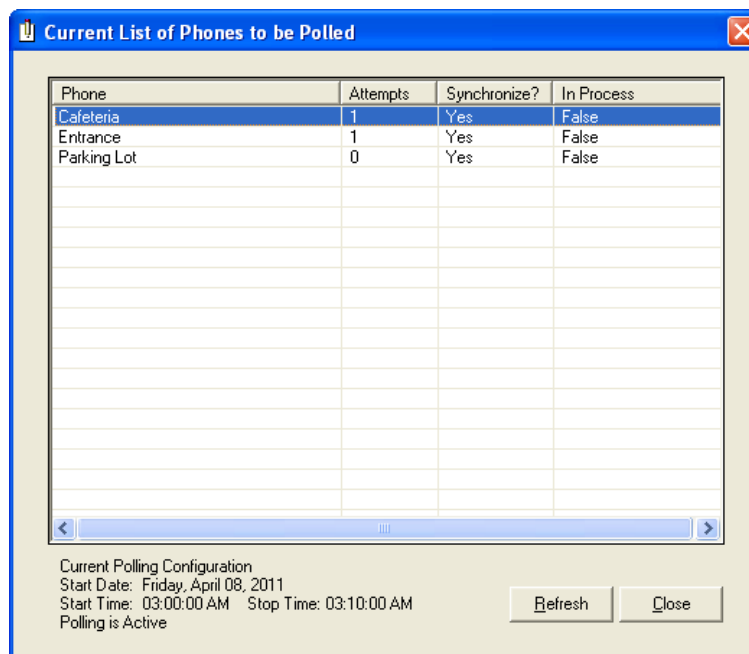 Current List of Phones to be Polled
Phone Attempts Synchronize? In Process
Cafeteria 1 Yes False
Entrance 1 Yes False
Parking Lot 0 Yes False
Current Polling Configuration
Start Date: Friday, April 08, 2011
Start Time: 03:00:00 AM Stop Time: 03:10:00 AM
Polling is Active
Refresh Close